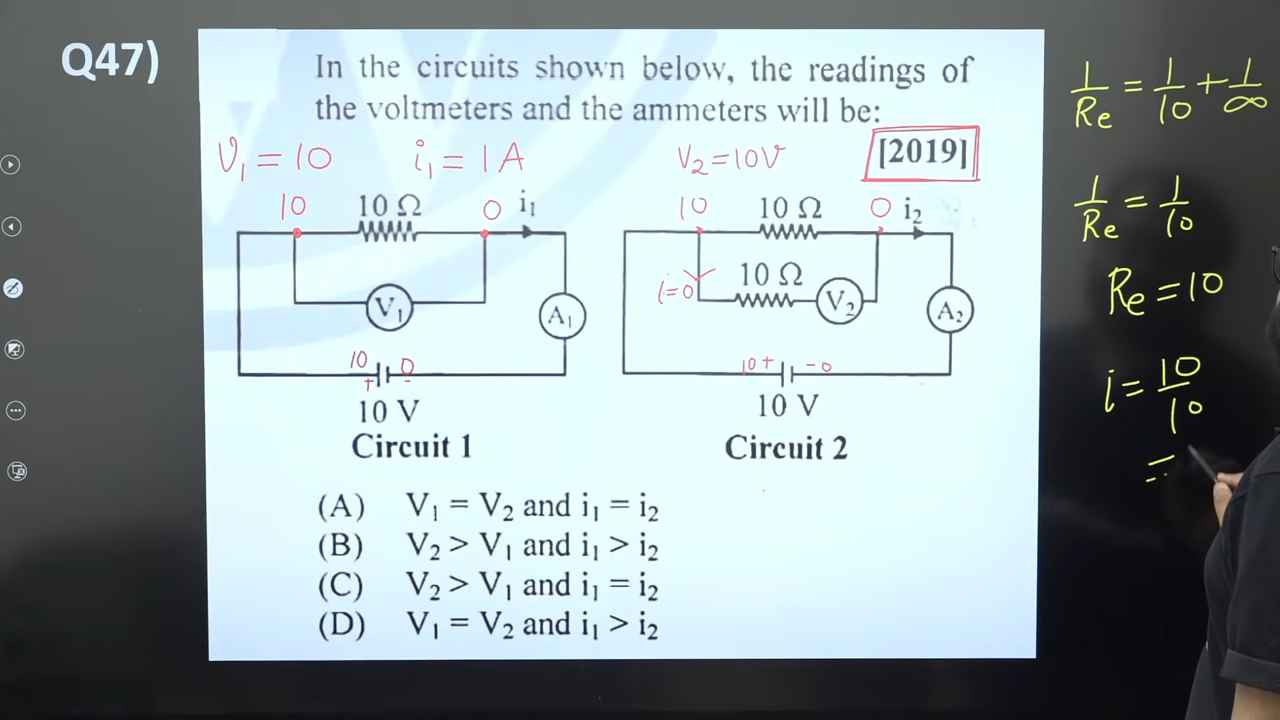 Q47)
In the circuits shown below, the readings of
the voltmeters and the ammeters will be:
[2019]
V₁ = 10
i₁ = 1 A
V₂ = 10V
10
10 Ω
0
i₁
V₁
A₁
10
0
+
-
10 V
Circuit 1
10
10 Ω
0
i₂
i=0
10 Ω
V₂
A₂
10 +
- 0
10 V
Circuit 2
(A) V₁ = V₂ and i₁ = i₂
(B) V₂ > V₁ and i₁ > i₂
(C) V₂ > V₁ and i₁ = i₂
(D) V₁ = V₂ and i₁ > i₂
1/Re = 1/10 + 1/∞
1/Re = 1/10
Re = 10
i = 10/10
=